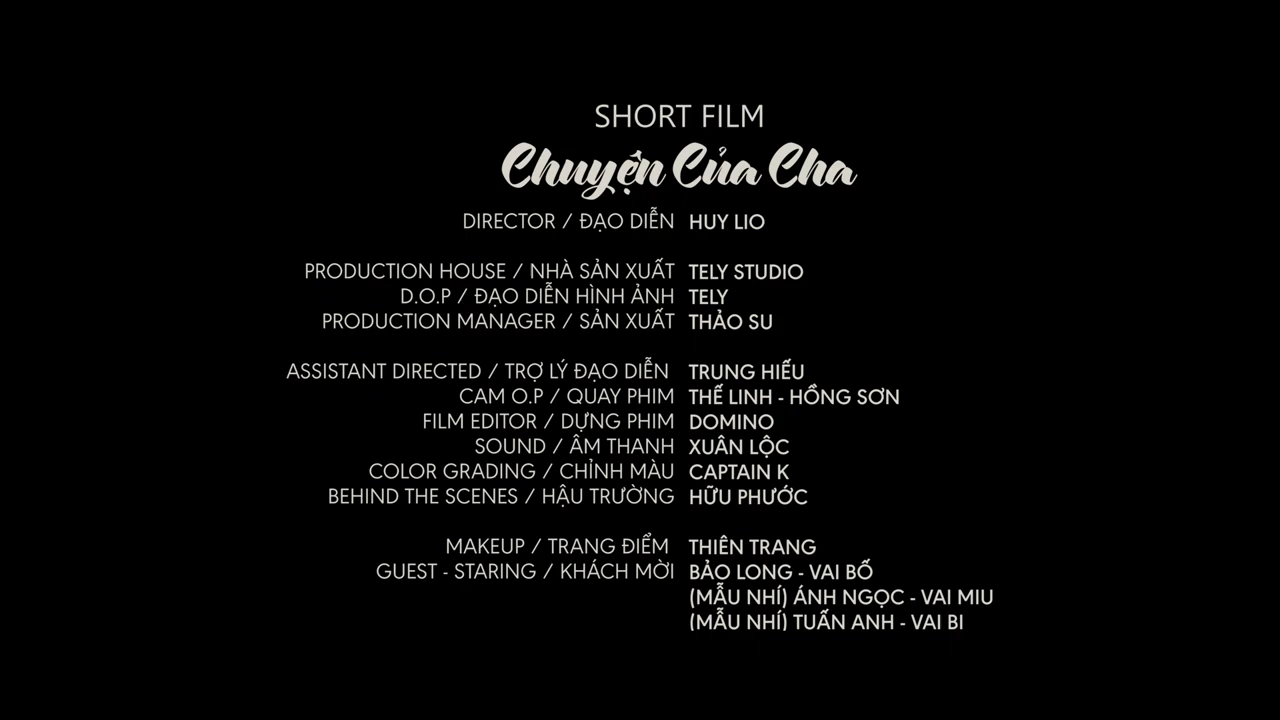 SHORT FILM
Chuyện Của Cha
DIRECTOR / ĐẠO DIỄN HUY LIO
PRODUCTION HOUSE / NHÀ SẢN XUẤT TELY STUDIO
D.O.P / ĐẠO DIỄN HÌNH ẢNH TELY
PRODUCTION MANAGER / SẢN XUẤT THẢO SU
ASSISTANT DIRECTED / TRỢ LÝ ĐẠO DIỄN TRUNG HIẾU
CAM O.P / QUAY PHIM THẾ LINH - HỒNG SƠN
FILM EDITOR / DỰNG PHIM DOMINO
SOUND / ÂM THANH XUÂN LỘC
COLOR GRADING / CHỈNH MÀU CAPTAIN K
BEHIND THE SCENES / HẬU TRƯỜNG HỮU PHƯỚC
MAKEUP / TRANG ĐIỂM THIÊN TRANG
GUEST - STARING / KHÁCH MỜI BẢO LONG - VAI BỐ
(MẪU NHÍ) ÁNH NGỌC - VAI MIU
(MẪU NHÍ) TUẤN ANH - VAI BI